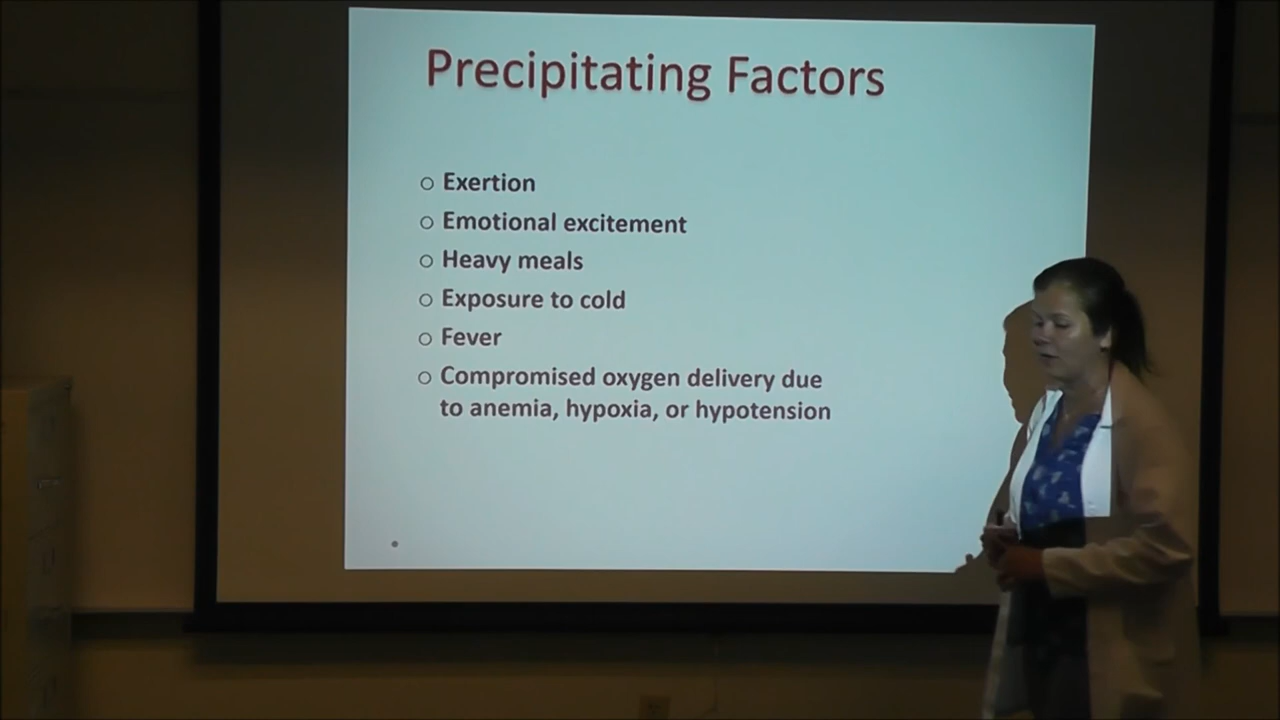 Precipitating Factors
○ Exertion
○ Emotional excitement
○ Heavy meals
○ Exposure to cold
○ Fever
○ Compromised oxygen delivery due
to anemia, hypoxia, or hypotension